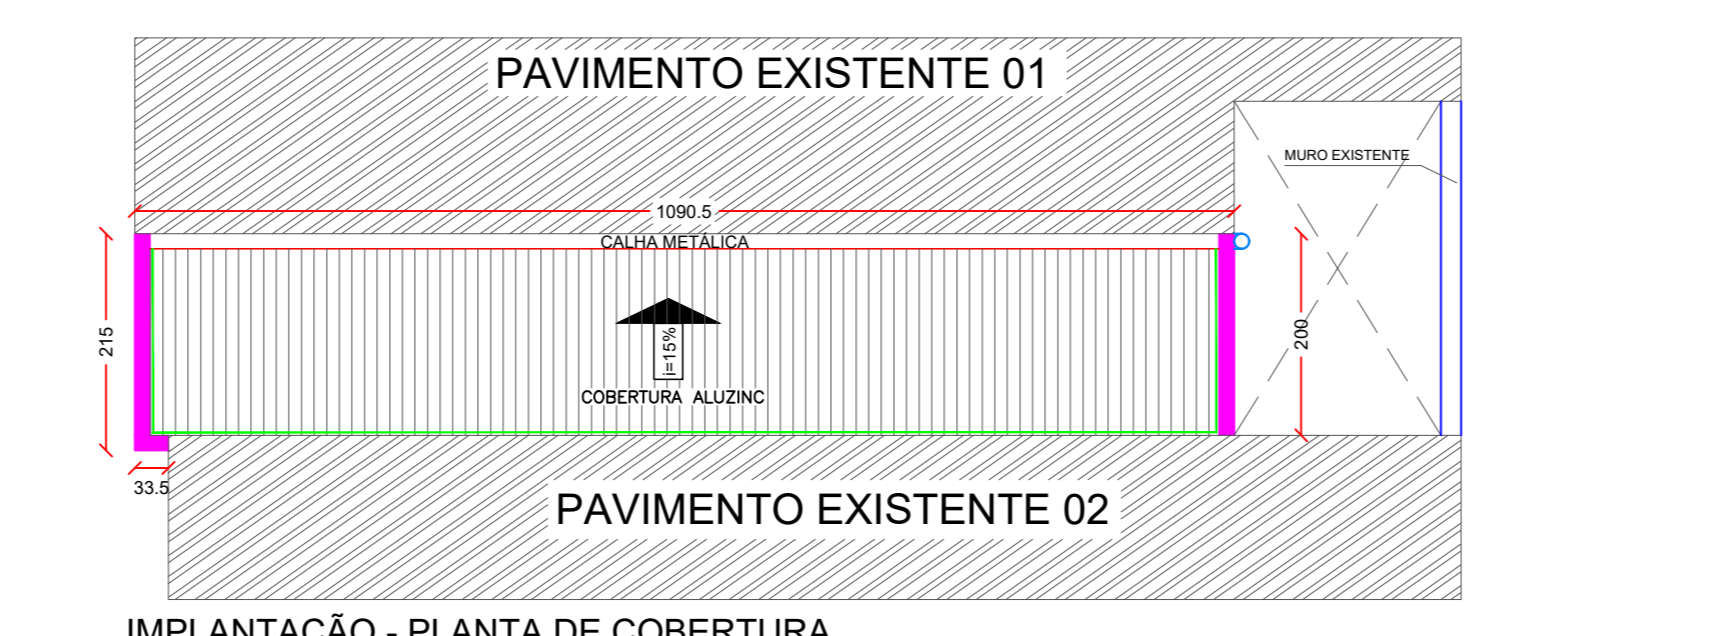 PAVIMENTO EXISTENTE 01
MURO EXISTENTE
1090.5
CALHA METÁLICA
215
200
i=15%
COBERTURA ALUZINC
33.5
PAVIMENTO EXISTENTE 02
IMPLANTAÇÃO - PLANTA DE COBERTURA